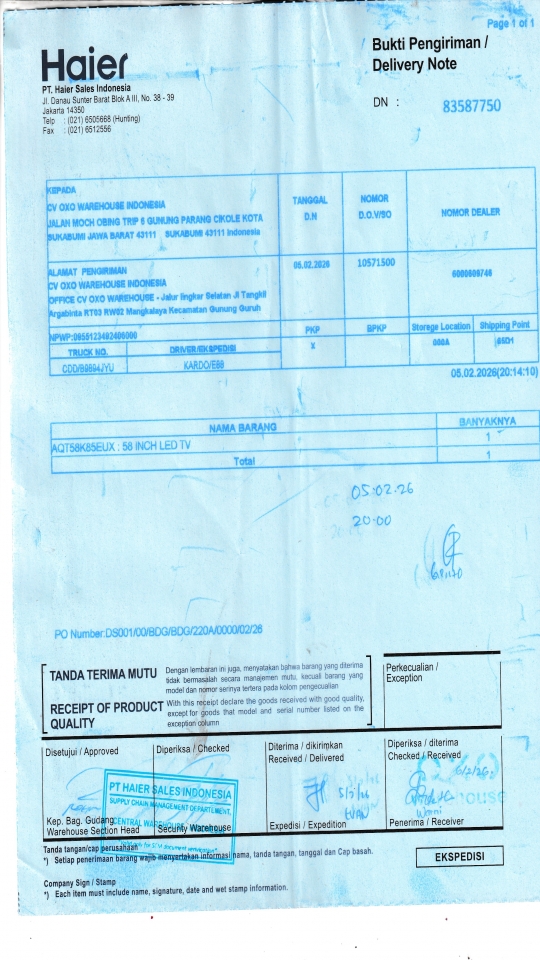 Page 1 of 1
Haier
Bukti Pengiriman /
Delivery Note
PT. Haier Sales Indonesia
Jl. Danau Sunter Barat Blok A III, No. 38 - 39
Jakarta 14350
Telp : (021) 6505668 (Hunting)
Fax : (021) 6512556
DN : 83587750
KEPADA
CV OXO WAREHOUSE INDONESIA
JALAN MOCH OBING TRIP 6 GUNUNG PARANG CIKOLE KOTA
SUKABUMI JAWA BARAT 43111 SUKABUMI 43111 Indonesia
TANGGAL
D.N
NOMOR
D.O.V/SO
NOMOR DEALER
ALAMAT PENGIRIMAN
CV OXO WAREHOUSE INDONESIA
OFFICE CV OXO WAREHOUSE - Jalur lingkar Selatan Jl Tangkil
Argabinta RT03 RW02 Mangkalaya Kecamatan Gunung Guruh
05.02.2026
10571500
6000609746
NPWP:0955123492406000
PKP
BPKP
Storege Location
Shipping Point
TRUCK NO.
DRIVER/EKSPEDISI
X
000A
65D1
CDD/B9594JYU
KARDO/E68
05.02.2026(20:14:10)
NAMA BARANG
BANYAKNYA
AQT58K85EUX : 58 INCH LED TV
1
Total
1
05.02.26
20.00
PO Number:DS001/00/BDG/BDG/220A/0000/02/26
TANDA TERIMA MUTU
Dengan lembaran ini juga, menyatakan bahwa barang yang diterima
tidak bermasalah secara manajemen mutu, kecuali barang yang
model dan nomor serinya tertera pada kolom pengecualian
RECEIPT OF PRODUCT
QUALITY
With this receipt declare the goods received with good quality,
except for goods that model and serial number listed on the
exception column
Perkecualian /
Exception
Disetujui / Approved
Diperiksa / Checked
Diterima / dikirimkan
Received / Delivered
Diperiksa / diterima
Checked / Received
PT HAIER SALES INDONESIA
SUPPLY CHAIN MANAGEMENT DEPARTMENT
CENTRAL WAREHOUSE
5/2/26
IVAN
6/2/26
Kep. Bag. Gudang
Warehouse Section Head
Security Warehouse
Expedisi / Expedition
Penerima / Receiver
Tanda tangan/cap perusahaan
*) Setiap penerimaan barang wajib menyertakan informasi nama, tanda tangan, tanggal dan Cap basah.
EKSPEDISI
Company Sign / Stamp
*) Each item must include name, signature, date and wet stamp information.